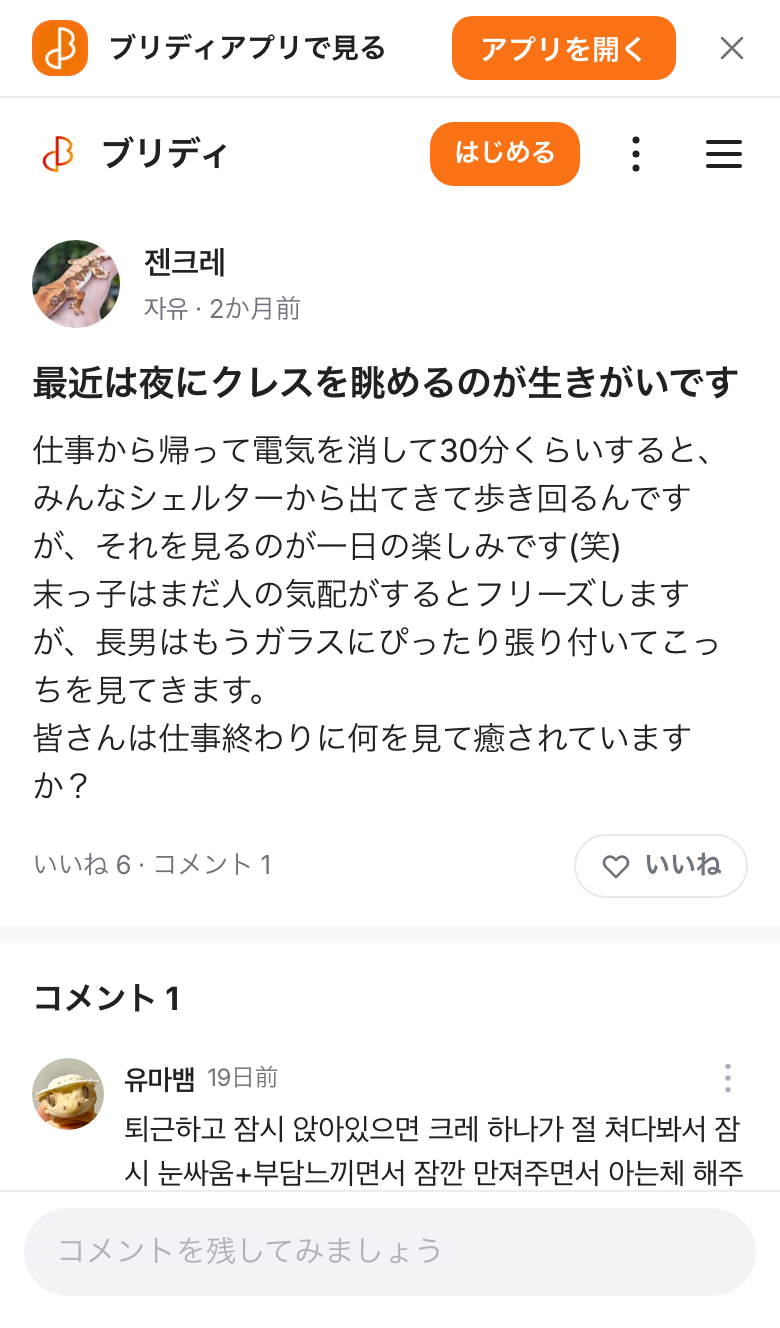 ブリディアプリで見る
アプリを開く
ブリディ
はじめる
젠크레
자유 · 2か月前
最近は夜にクレスを眺めるのが生きがいです
仕事から帰って電気を消して30分くらいすると、
みんなシェルターから出てきて歩き回るんです
が、それを見るのが一日の楽しみです(笑)
末っ子はまだ人の気配がするとフリーズします
が、長男はもうガラスにぴったり張り付いてこっ
ちを見てきます。
皆さんは仕事終わりに何を見て癒されています
か？
いいね 6 · コメント 1
いいね
コメント 1
유마뱀 19日前
퇴근하고 잠시 앉아있으면 크레 하나가 절 쳐다봐서 잠
시 눈싸움+부담느끼면서 잠깐 만져주면서 아는체 해주
コメントを残してみましょう